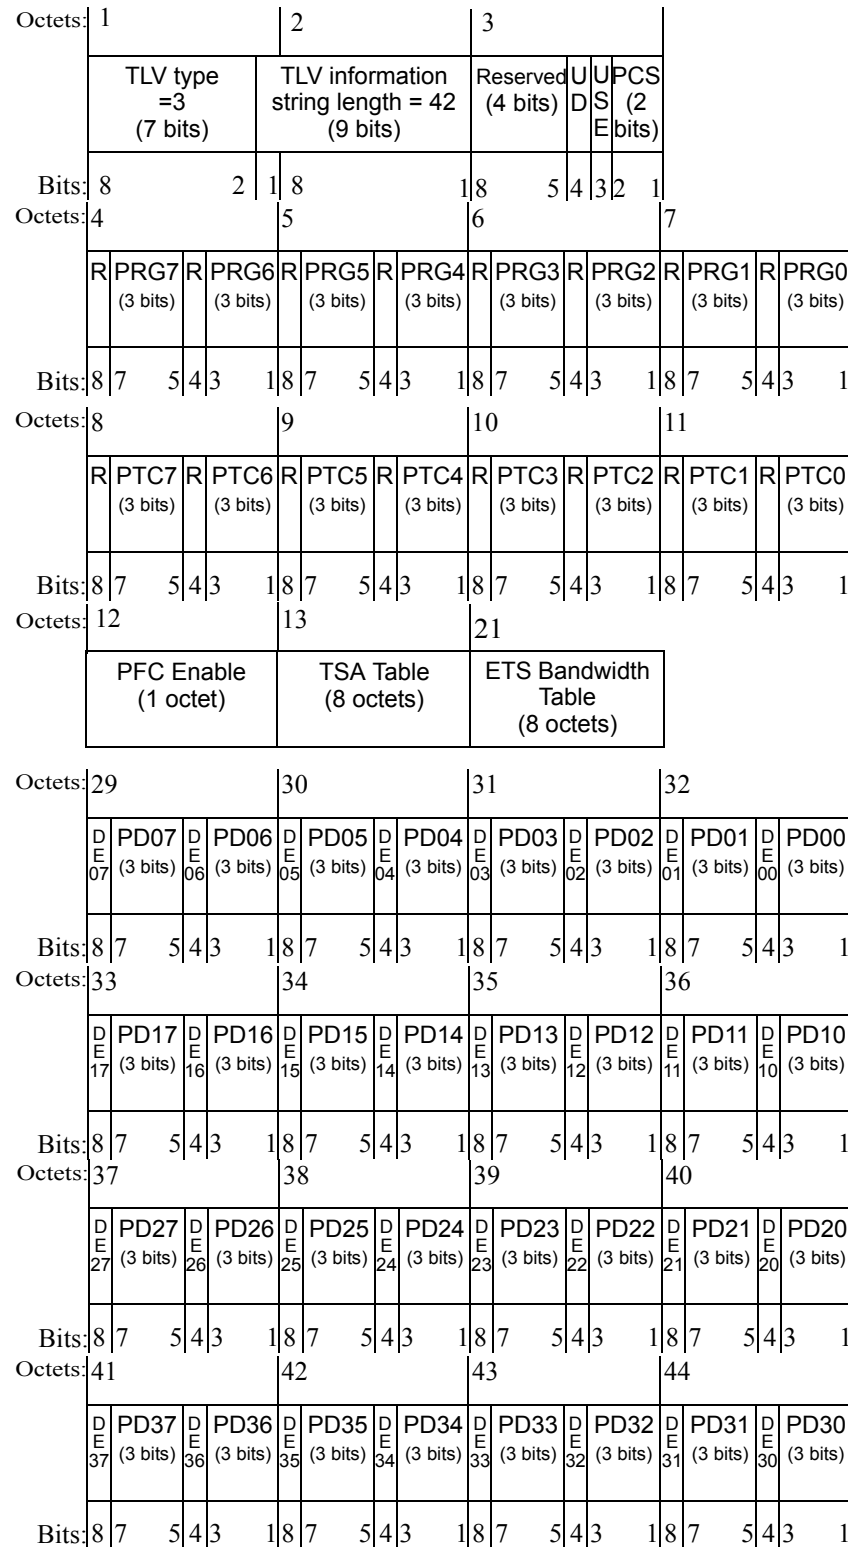 Octets: 1 2 3
TLV type =3 (7 bits) TLV information string length = 42 (9 bits) Reserved (4 bits) UD USE PCS (2 bits)
Bits: 8 2 1 8 1 8 5 4 3 2 1
Octets: 4 5 6 7
R PRG7 R PRG6 R PRG5 R PRG4 R PRG3 R PRG2 R PRG1 R PRG0
(3 bits) (3 bits) (3 bits) (3 bits) (3 bits) (3 bits) (3 bits) (3 bits)
Bits: 8 7 5 4 3 1 8 7 5 4 3 1 8 7 5 4 3 1 8 7 5 4 3 1
Octets: 8 9 10 11
R PTC7 R PTC6 R PTC5 R PTC4 R PTC3 R PTC2 R PTC1 R PTC0
(3 bits) (3 bits) (3 bits) (3 bits) (3 bits) (3 bits) (3 bits) (3 bits)
Bits: 8 7 5 4 3 1 8 7 5 4 3 1 8 7 5 4 3 1 8 7 5 4 3 1
Octets: 12 13 21
PFC Enable (1 octet) TSA Table (8 octets) ETS Bandwidth Table (8 octets)
Octets: 29 30 31 32
DE07 PD07 DE06 PD06 DE05 PD05 DE04 PD04 DE03 PD03 DE02 PD02 DE01 PD01 DE00 PD00
(3 bits) (3 bits) (3 bits) (3 bits) (3 bits) (3 bits) (3 bits) (3 bits)
Bits: 8 7 5 4 3 1 8 7 5 4 3 1 8 7 5 4 3 1 8 7 5 4 3 1
Octets: 33 34 35 36
DE17 PD17 DE16 PD16 DE15 PD15 DE14 PD14 DE13 PD13 DE12 PD12 DE11 PD11 DE10 PD10
(3 bits) (3 bits) (3 bits) (3 bits) (3 bits) (3 bits) (3 bits) (3 bits)
Bits: 8 7 5 4 3 1 8 7 5 4 3 1 8 7 5 4 3 1 8 7 5 4 3 1
Octets: 37 38 39 40
DE27 PD27 DE26 PD26 DE25 PD25 DE24 PD24 DE23 PD23 DE22 PD22 DE21 PD21 DE20 PD20
(3 bits) (3 bits) (3 bits) (3 bits) (3 bits) (3 bits) (3 bits) (3 bits)
Bits: 8 7 5 4 3 1 8 7 5 4 3 1 8 7 5 4 3 1 8 7 5 4 3 1
Octets: 41 42 43 44
DE37 PD37 DE36 PD36 DE35 PD35 DE34 PD34 DE33 PD33 DE32 PD32 DE31 PD31 DE30 PD30
(3 bits) (3 bits) (3 bits) (3 bits) (3 bits) (3 bits) (3 bits) (3 bits)
Bits: 8 7 5 4 3 1 8 7 5 4 3 1 8 7 5 4 3 1 8 7 5 4 3 1